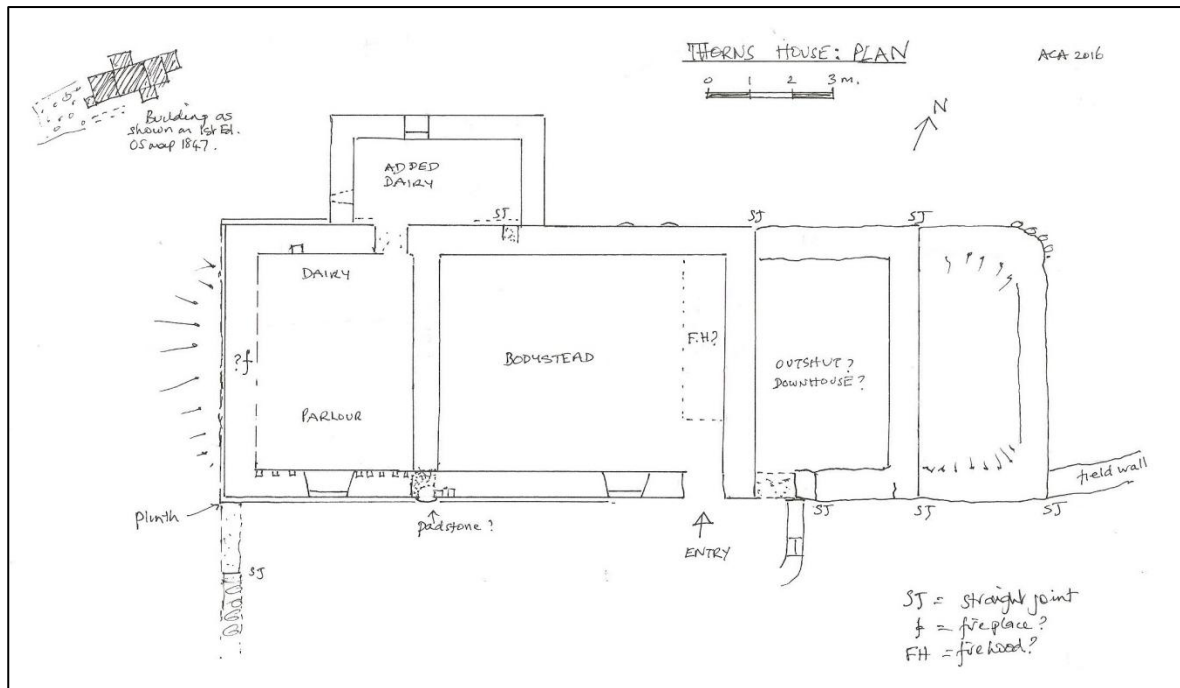 THORNS HOUSE: PLAN
ACA 2016
0 1 2 3 m.
N
Building as
shown on 1st Ed.
OS map 1847.
ADDED
DAIRY
SJ
SJ
SJ
DAIRY
F.H?
?f
BODYSTEAD
OUTSHUT?
DOWNHOUSE?
PARLOUR
field wall
Plinth
padstone?
SJ
SJ
SJ
ENTRY
SJ
SJ = straight joint
f = fireplace?
FH = firehood?